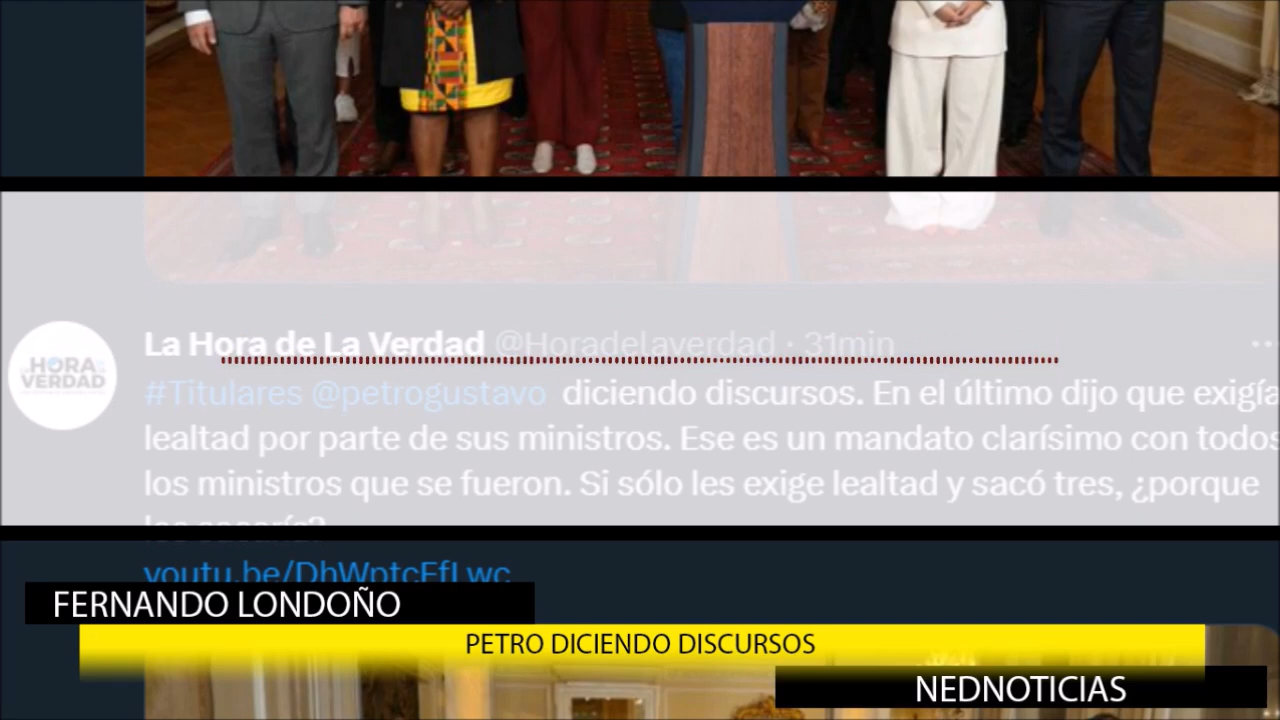 La Hora de La Verdad @Horadelaverdad · 31min
HORA
VERDAD
#Titulares @petrogustavo diciendo discursos. En el último dijo que exigía
lealtad por parte de sus ministros. Ese es un mandato clarísimo con todos
los ministros que se fueron. Si sólo les exige lealtad y sacó tres, ¿porque
FERNANDO LONDOÑO
PETRO DICIENDO DISCURSOS
NEDNOTICIAS